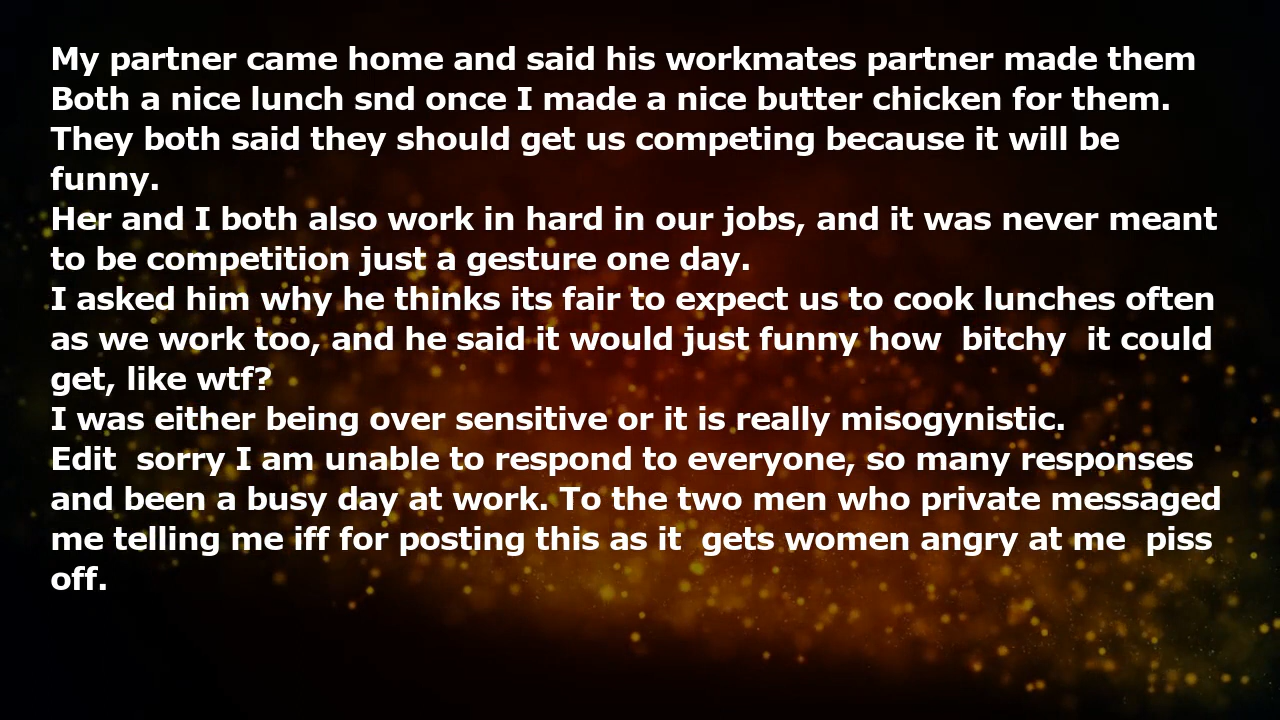 My partner came home and said his workmates partner made them
Both a nice lunch snd once I made a nice butter chicken for them.
They both said they should get us competing because it will be
funny.
Her and I both also work in hard in our jobs, and it was never meant
to be competition just a gesture one day.
I asked him why he thinks its fair to expect us to cook lunches often
as we work too, and he said it would just funny how  bitchy  it could
get, like wtf?
I was either being over sensitive or it is really misogynistic.
Edit  sorry I am unable to respond to everyone, so many responses
and been a busy day at work. To the two men who private messaged
me telling me iff for posting this as it  gets women angry at me  piss
off.